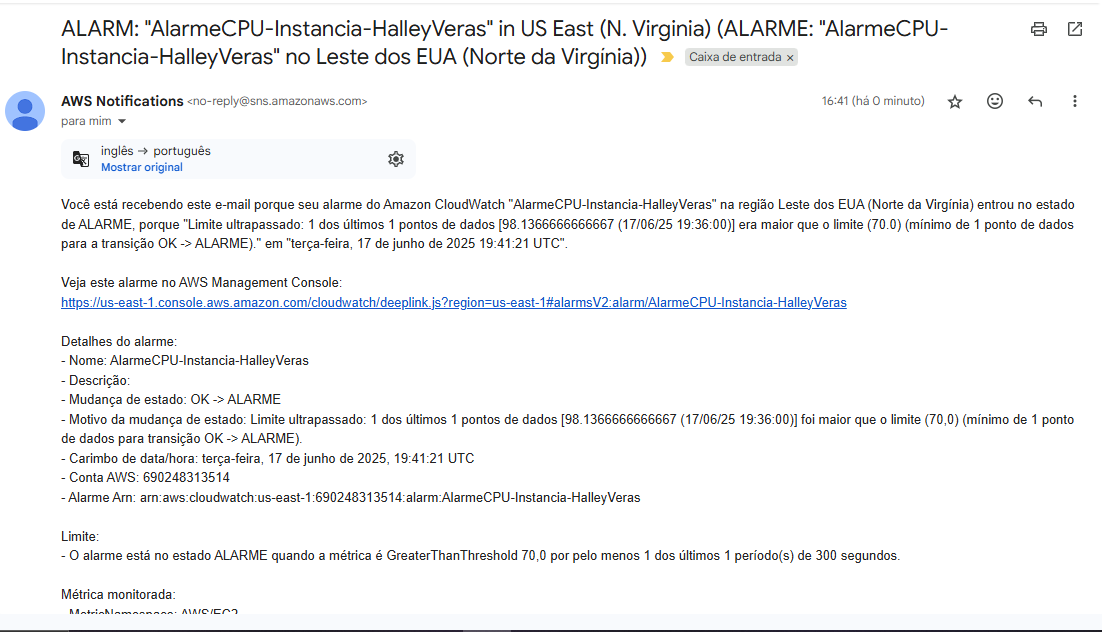 ALARM: "AlarmeCPU-Instancia-HalleyVeras" in US East (N. Virginia) (ALARME: "AlarmeCPU-
Instancia-HalleyVeras" no Leste dos EUA (Norte da Virgínia)) Caixa de entrada x
AWS Notifications <no-reply@sns.amazonaws.com> 16:41 (há 0 minuto)
para mim
inglês → português
Mostrar original
Você está recebendo este e-mail porque seu alarme do Amazon CloudWatch "AlarmeCPU-Instancia-HalleyVeras" na região Leste dos EUA (Norte da Virgínia) entrou no estado
de ALARME, porque "Limite ultrapassado: 1 dos últimos 1 pontos de dados [98.1366666666667 (17/06/25 19:36:00)] era maior que o limite (70.0) (mínimo de 1 ponto de dados
para a transição OK -> ALARME)." em "terça-feira, 17 de junho de 2025 19:41:21 UTC".
Veja este alarme no AWS Management Console:
https://us-east-1.console.aws.amazon.com/cloudwatch/deeplink.js?region=us-east-1#alarmsV2:alarm/AlarmeCPU-Instancia-HalleyVeras
Detalhes do alarme:
- Nome: AlarmeCPU-Instancia-HalleyVeras
- Descrição:
- Mudança de estado: OK -> ALARME
- Motivo da mudança de estado: Limite ultrapassado: 1 dos últimos 1 pontos de dados [98.1366666666667 (17/06/25 19:36:00)] foi maior que o limite (70,0) (mínimo de 1 ponto
de dados para transição OK -> ALARME).
- Carimbo de data/hora: terça-feira, 17 de junho de 2025, 19:41:21 UTC
- Conta AWS: 690248313514
- Alarme Arn: arn:aws:cloudwatch:us-east-1:690248313514:alarm:AlarmeCPU-Instancia-HalleyVeras
Limite:
- O alarme está no estado ALARME quando a métrica é GreaterThanThreshold 70,0 por pelo menos 1 dos últimos 1 período(s) de 300 segundos.
Métrica monitorada:
- MetricNamespace: AWS/EC2